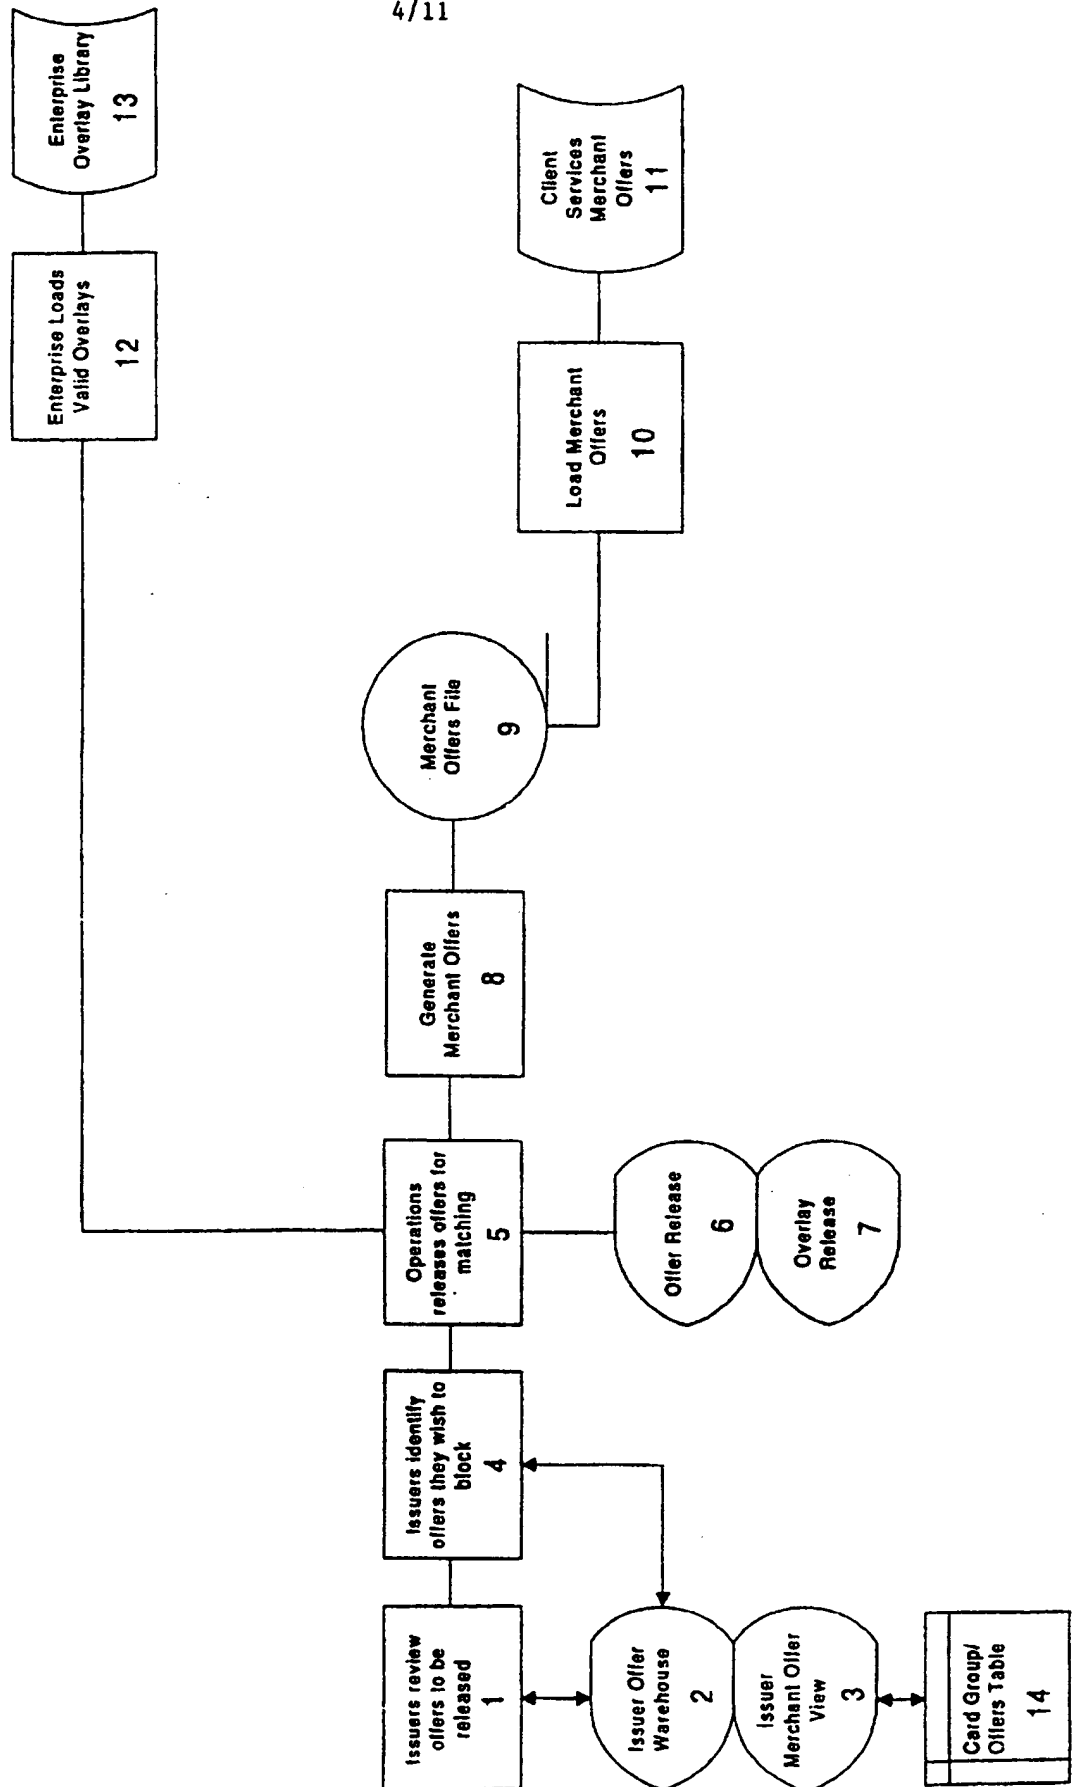 4/11
Issuers review
offers to be
released
1
Issuer Offer
Warehouse
2
Issuer
Merchant Offer
View
3
Card Group/
Offers Table
14
Issuers identify
offers they wish to
block
4
Operations
releases offers for
matching
5
Offer Release
6
Overlay
Release
7
Generate
Merchant Offers
8
Merchant
Offers File
9
Load Merchant
Offers
10
Client
Services
Merchant
Offers
11
Enterprise Loads
Valid Overlays
12
Enterprise
Overlay Library
13